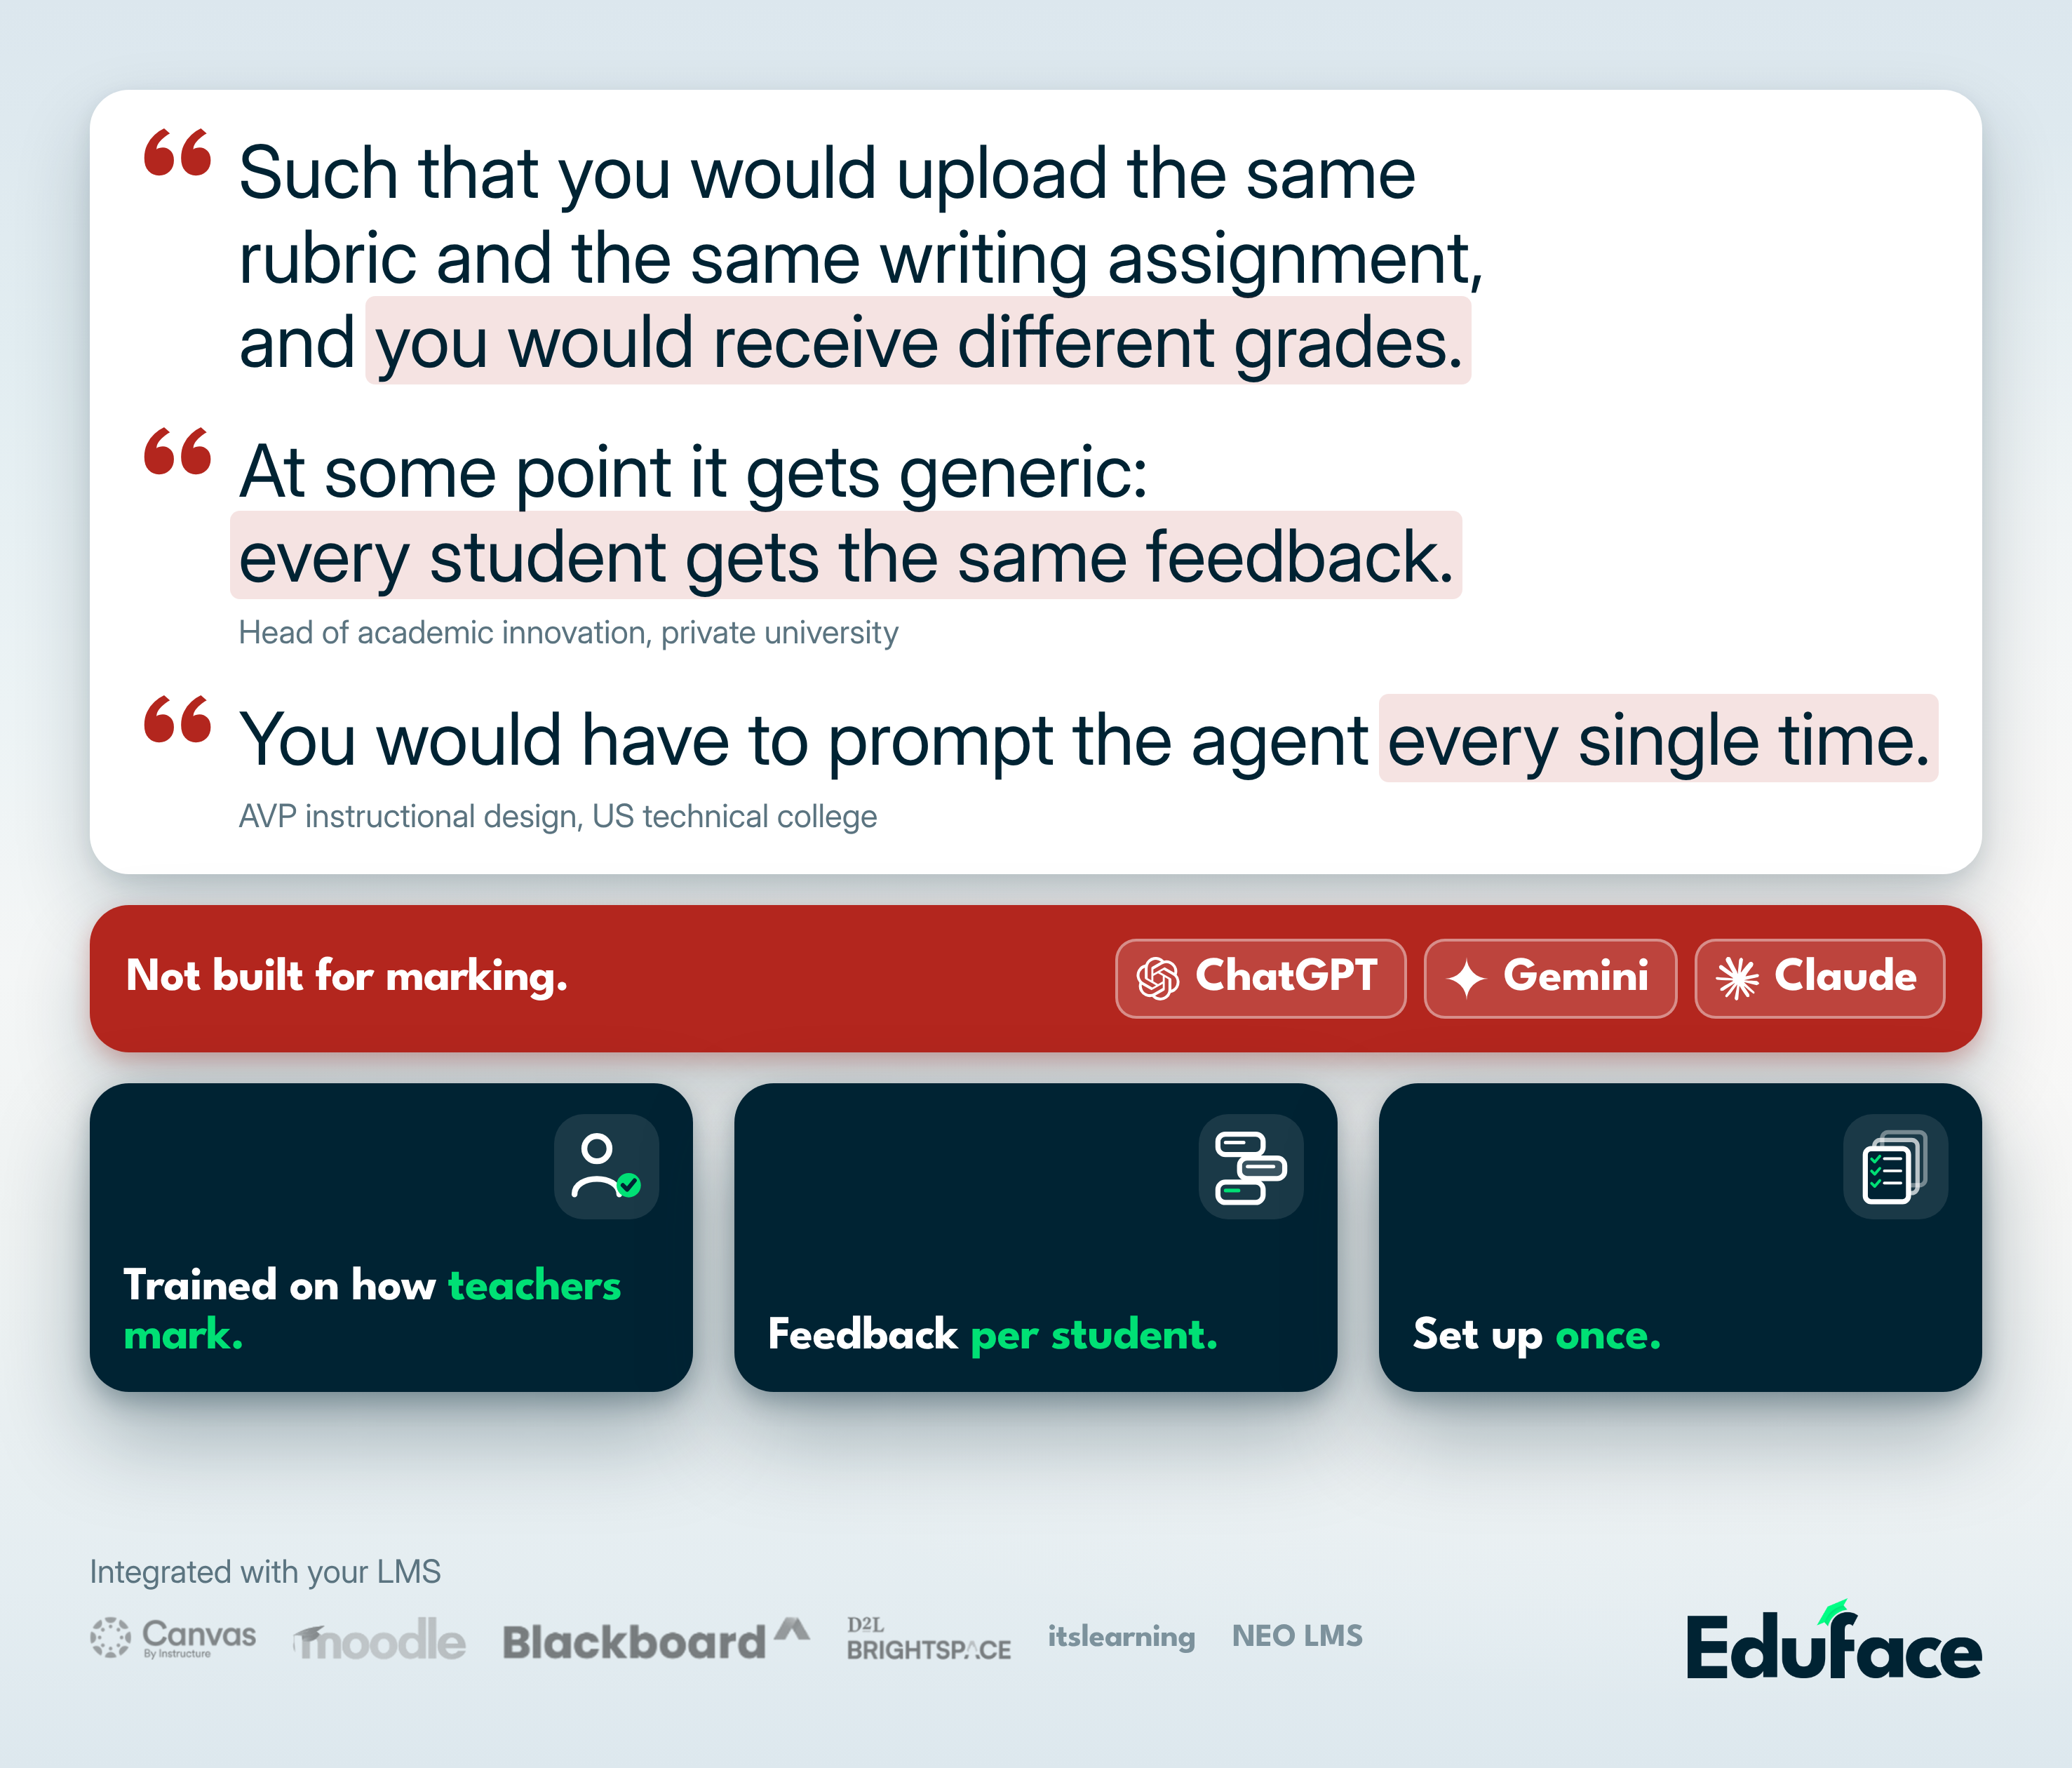 “ Such that you would upload the same
rubric and the same writing assignment,
and you would receive different grades.
“ At some point it gets generic:
every student gets the same feedback.
Head of academic innovation, private university
“ You would have to prompt the agent every single time.
AVP instructional design, US technical college
Not built for marking.
ChatGPT
Gemini
Claude
Trained on how teachers
mark.
Feedback per student.
Set up once.
Integrated with your LMS
Canvas
By Instructure
moodle
Blackboard
D2L
BRIGHTSPACE
itslearning
NEO LMS
Eduface